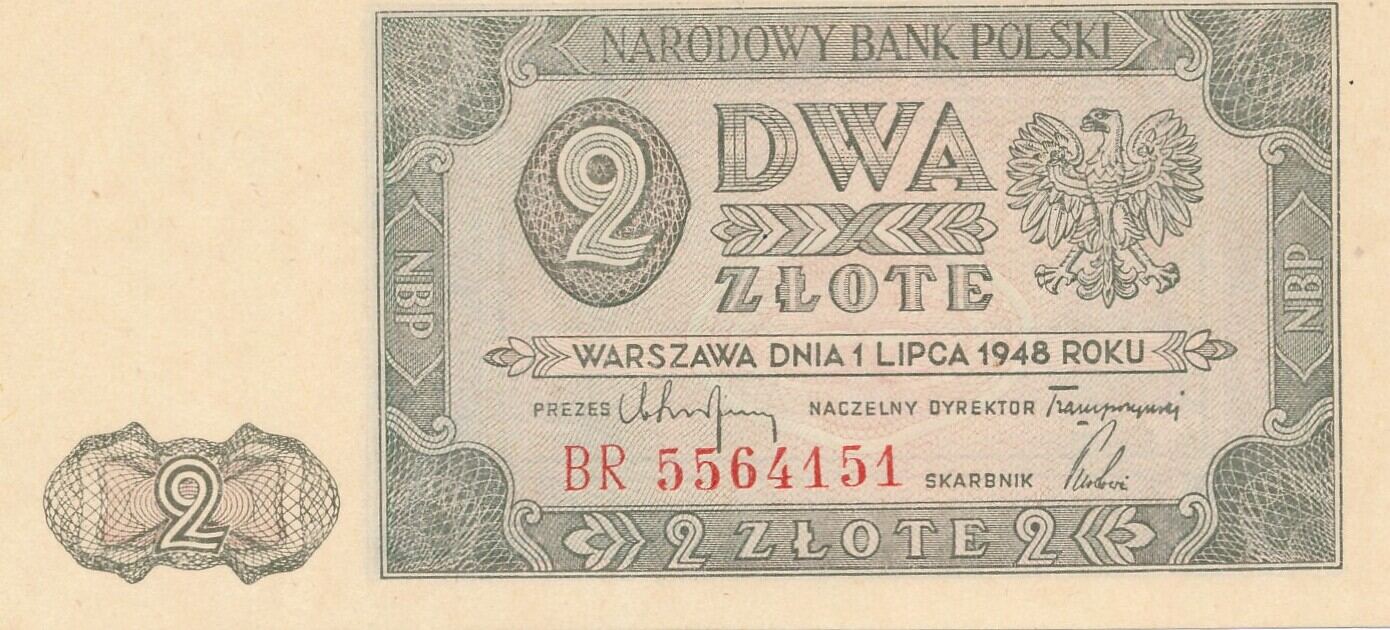 NARODOWY BANK POLSKI
2 DWA
ZŁOTE
NBP
NBP
WARSZAWA DNIA 1 LIPCA 1948 ROKU
PREZES NACZELNY DYREKTOR
BR 5564151 SKARBNIK
2 2 ZŁOTE 2